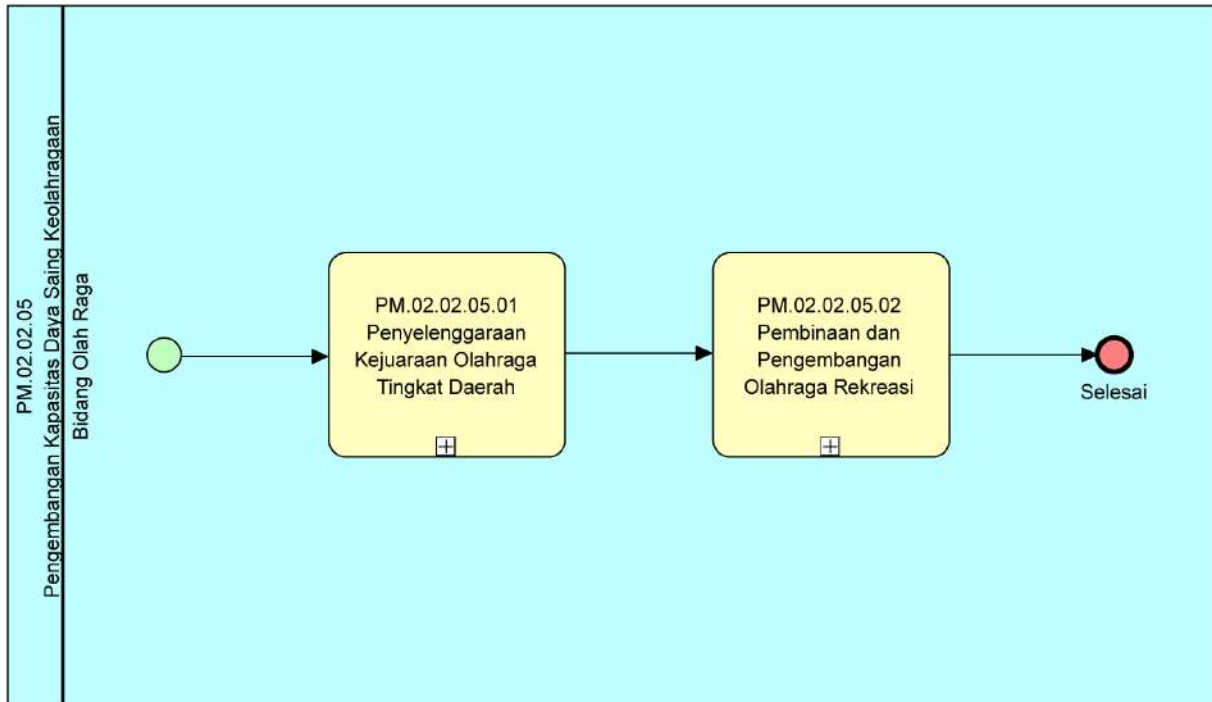 PM.02.02.05
Pengembangan Kapasitas Daya Saing Keolahragaan
Bidang Olah Raga
PM.02.02.05.01
Penyelenggaraan
Kejuaraan Olahraga
Tingkat Daerah
PM.02.02.05.02
Pembinaan dan
Pengembangan
Olahraga Rekreasi
Selesai